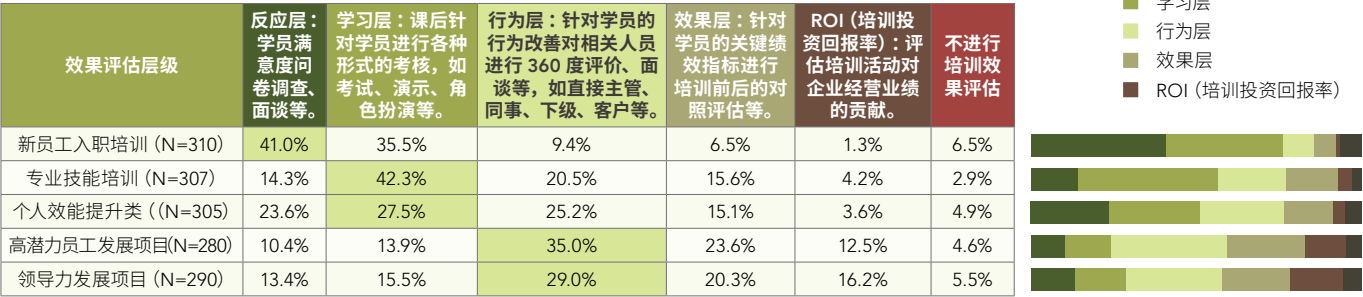 效果评估层级
反应层：
学员满
意度问
卷调查、
面谈等。
学习层：课后针
对学员进行各种
形式的考核，如
考试、演示、角
色扮演等。
行为层：针对学员的
行为改善对相关人员
进行 360 度评价、面
谈等，如直接主管、
同事、下级、客户等。
效果层：针对
学员的关键绩
效指标进行
培训前后的对
照评估等。
ROI（培训投
资回报率）：评
估培训活动对
企业经营业绩
的贡献。
不进行
培训效
果评估
新员工入职培训（N=310） 41.0% 35.5% 9.4% 6.5% 1.3% 6.5%
专业技能培训（N=307） 14.3% 42.3% 20.5% 15.6% 4.2% 2.9%
个人效能提升类（（N=305） 23.6% 27.5% 25.2% 15.1% 3.6% 4.9%
高潜力员工发展项目(N=280) 10.4% 13.9% 35.0% 23.6% 12.5% 4.6%
领导力发展项目（N=290） 13.4% 15.5% 29.0% 20.3% 16.2% 5.5%
学习层
行为层
效果层
ROI（培训投资回报率）